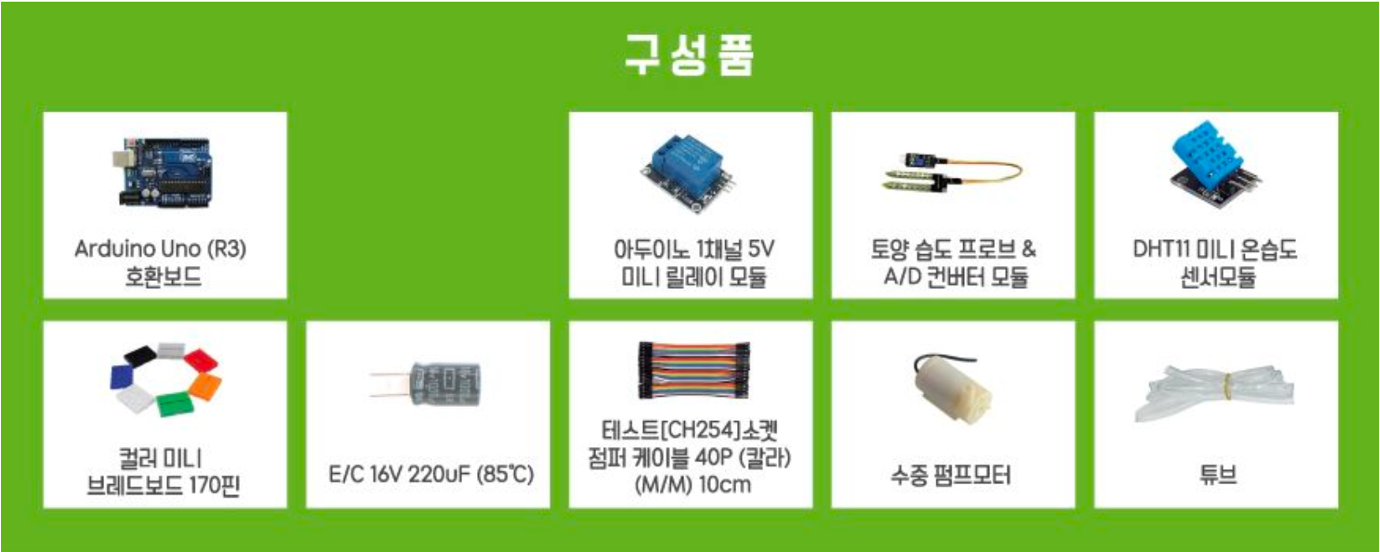 구성품
Arduino Uno (R3)
호환보드
아두이노 1채널 5V
미니 릴레이 모듈
토양 습도 프로브 &
A/D 컨버터 모듈
DHT11 미니 온습도
센서모듈
컬러 미니
브레드보드 170핀
E/C 16V 220uF (85℃)
테스트[CH254]소켓
점퍼 케이블 40P (칼라)
(M/M) 10cm
수중 펌프모터
튜브